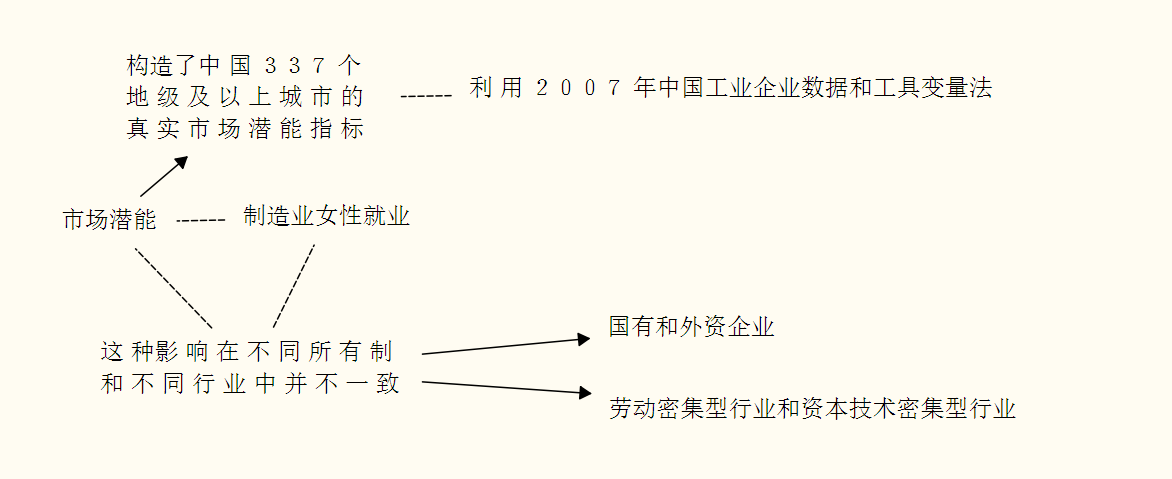 构造了中国３３７个
地级及以上城市的
真实市场潜能指标
利用２００７年中国工业企业数据和工具变量法
市场潜能
制造业女性就业
这种影响在不同所有制
和不同行业中并不一致
国有和外资企业
劳动密集型行业和资本技术密集型行业